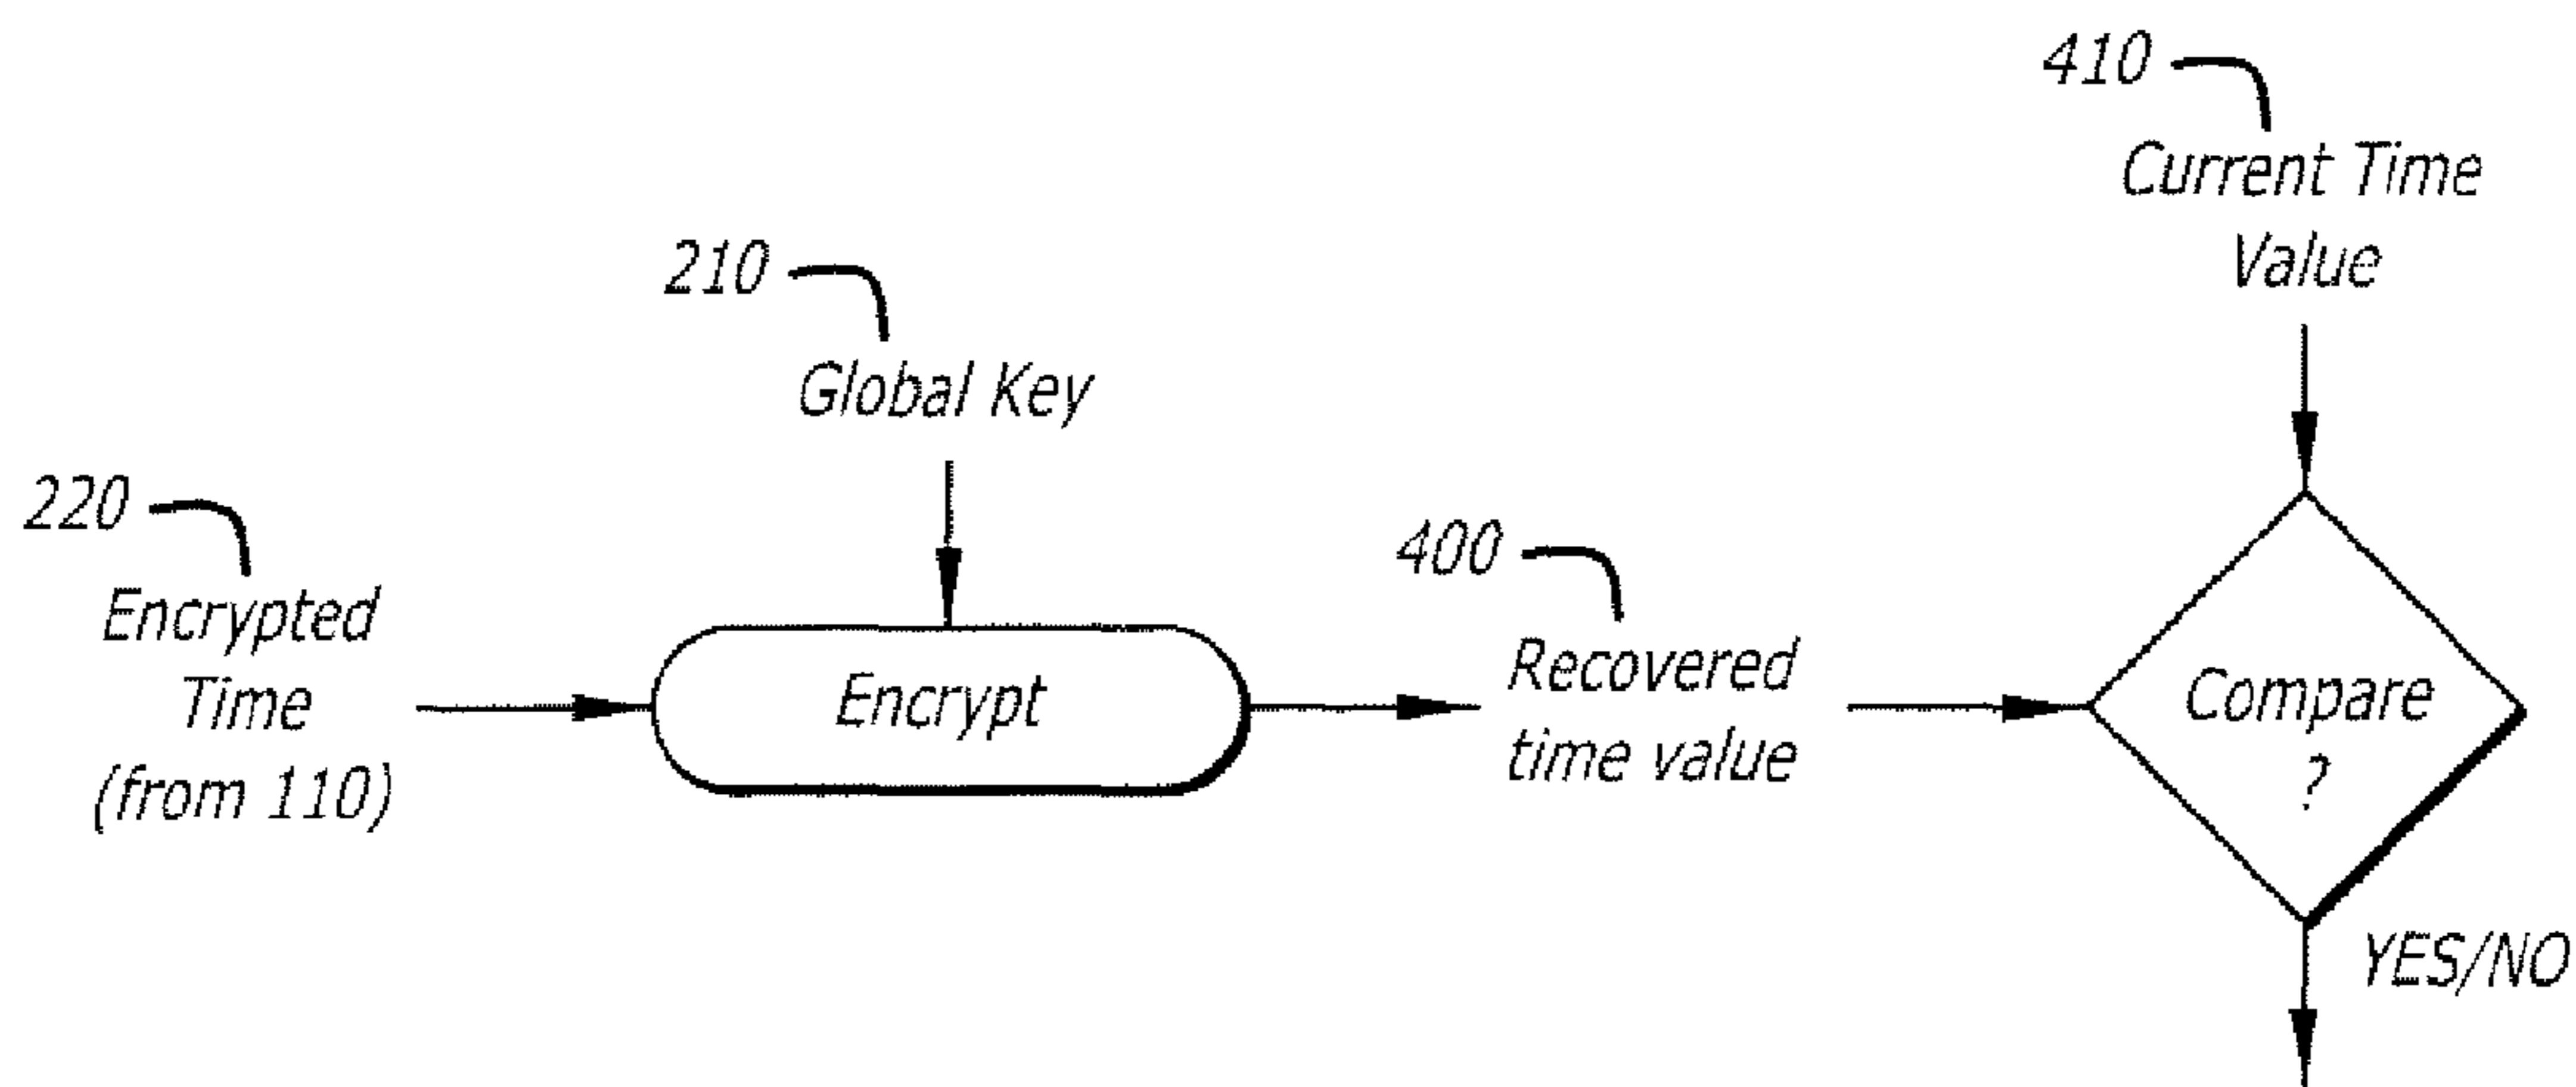 410
Current Time
Value
210
Global Key
220
Encrypted
Time
(from 110)
Encrypt
400
Recovered
time value
Compare
?
YES/NO